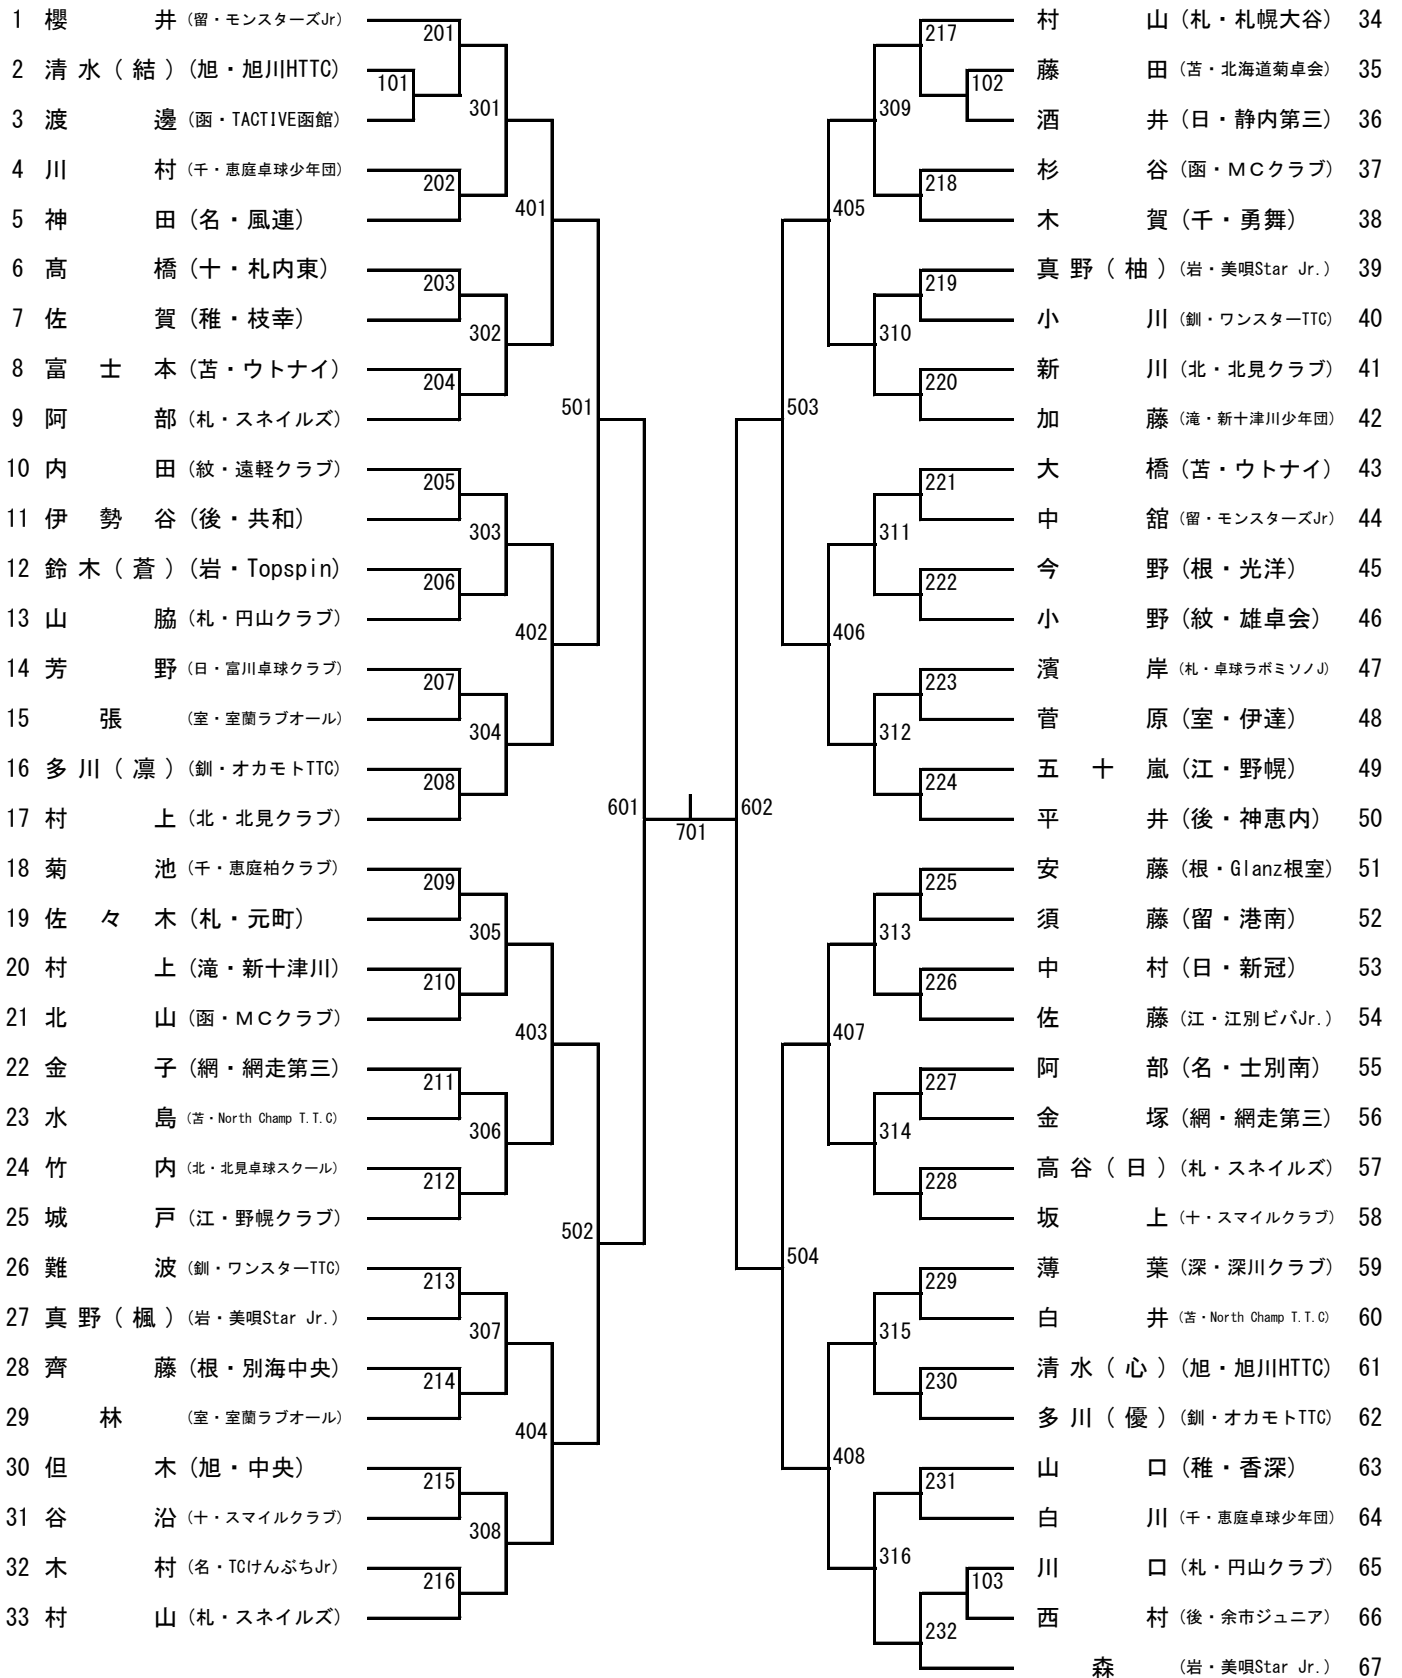 1 櫻井 (留・モンスターズJr)
2 清水(結) (旭・旭川HTTC)
3 渡邊 (函・TACTIVE函館)
4 川村 (千・恵庭卓球少年団)
5 神田 (名・風連)
6 髙橋 (十・札内東)
7 佐賀 (稚・枝幸)
8 富士本 (苫・ウトナイ)
9 阿部 (札・スネイルズ)
10 内田 (紋・遠軽クラブ)
11 伊勢谷 (後・共和)
12 鈴木(蒼) (岩・Topspin)
13 山脇 (札・円山クラブ)
14 芳野 (日・富川卓球クラブ)
15 張 (室・室蘭ラブオール)
16 多川(凛) (釧・オカモトTTC)
17 村上 (北・北見クラブ)
18 菊池 (千・恵庭柏クラブ)
19 佐々木 (札・元町)
20 村上 (滝・新十津川)
21 北山 (函・MCクラブ)
22 金子 (網・網走第三)
23 水島 (苫・North Champ T.T.C)
24 竹内 (北・北見卓球スクール)
25 城戸 (江・野幌クラブ)
26 難波 (釧・ワンスターTTC)
27 真野(楓) (岩・美唄Star Jr.)
28 齊藤 (根・別海中央)
29 林 (室・室蘭ラブオール)
30 但木 (旭・中央)
31 谷沿 (十・スマイルクラブ)
32 木村 (名・TCけんぶちJr)
33 村山 (札・スネイルズ)
101
201
202
203
204
205
206
207
208
209
210
211
212
213
214
215
216
301
302
303
304
305
306
307
308
401
402
403
404
501
502
601
701
602
503
504
405
406
407
408
309
310
311
312
313
314
315
316
217
218
219
220
221
222
223
224
225
226
227
228
229
230
231
232
102
103
村山 (札・札幌大谷) 34
藤田 (苫・北海道菊卓会) 35
酒井 (日・静内第三) 36
杉谷 (函・MCクラブ) 37
木賀 (千・勇舞) 38
真野(柚) (岩・美唄Star Jr.) 39
小川 (釧・ワンスターTTC) 40
新川 (北・北見クラブ) 41
加藤 (滝・新十津川少年団) 42
大橋 (苫・ウトナイ) 43
中舘 (留・モンスターズJr) 44
今野 (根・光洋) 45
小野 (紋・雄卓会) 46
濱岸 (札・卓球ラボミソノJ) 47
菅原 (室・伊達) 48
五十嵐 (江・野幌) 49
平井 (後・神恵内) 50
安藤 (根・Glanz根室) 51
須藤 (留・港南) 52
中村 (日・新冠) 53
佐藤 (江・江別ビバJr.) 54
阿部 (名・士別南) 55
金塚 (網・網走第三) 56
高谷(日) (札・スネイルズ) 57
坂上 (十・スマイルクラブ) 58
薄葉 (深・深川クラブ) 59
白井 (苫・North Champ T.T.C) 60
清水(心) (旭・旭川HTTC) 61
多川(優) (釧・オカモトTTC) 62
山口 (稚・香深) 63
白川 (千・恵庭卓球少年団) 64
川口 (札・円山クラブ) 65
西村 (後・余市ジュニア) 66
森 (岩・美唄Star Jr.) 67